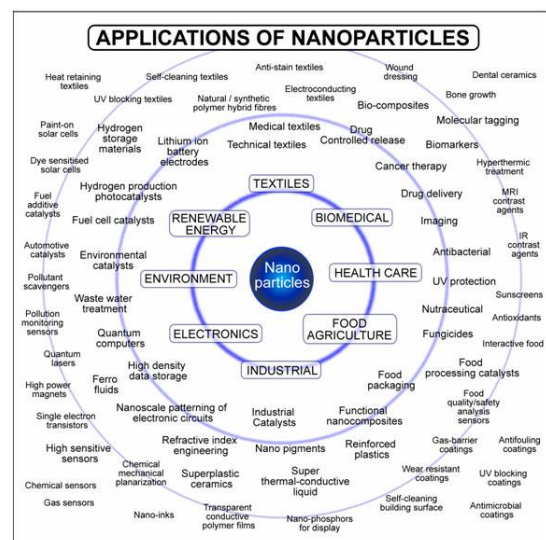 APPLICATIONS OF NANOPARTICLES
Anti-stain textiles
Wound
dressing
Heat retaining
textiles
Self-cleaning textiles
Dental ceramics
Electroconducting
textiles
Bone growth
UV blocking textiles
Natural / synthetic
polymer hybrid fibres
Bio-composites
Paint-on
solar cells
Hydrogen
storage
materials
Lithium ion
battery
electrodes
Medical textiles
Technical textiles
Drug
Controlled release
Molecular tagging
Biomarkers
Dye sensitised
solar cells
Cancer therapy
Hyperthermic
treatment
Hydrogen production
photocatalysts
TEXTILES
Drug delivery
MRI
contrast
agents
Fuel
additive
catalysts
Fuel cell catalysts
RENEWABLE
ENERGY
BIOMEDICAL
Imaging
IR
contrast
agents
Automotive
catalysts
Environmental
catalysts
Antibacterial
Pollutant
scavengers
ENVIRONMENT
Nano
particles
HEALTH CARE
UV protection
Sunscreens
Waste water
treatment
Nutraceutical
Antioxidants
Pollution
monitoring
sensors
Quantum
computers
ELECTRONICS
FOOD
AGRICULTURE
Fungicides
Interactive food
Quantum
lasers
High density
data storage
INDUSTRIAL
Food
processing catalysts
High power
magnets
Ferro
fluids
Food
packaging
Food
quality/safety
analysis
sensors
Single electron
transistors
Nanoscale patterning of
electronic circuits
Industrial
Catalysts
Functional
nanocomposites
High sensitive
sensors
Refractive index
engineering
Nano pigments
Reinforced
plastics
Gas-barrier
coatings
Antifouling
coatings
Chemical
mechanical
planarization
Superplastic
ceramics
Super
thermal-conductive
liquid
Wear resistant
coatings
UV blocking
coatings
Chemical sensors
Gas sensors
Nano-inks
Transparent
conductive
polymer films
Nano-phosphors
for display
Self-cleaning
building surface
Antimicrobial
coatings